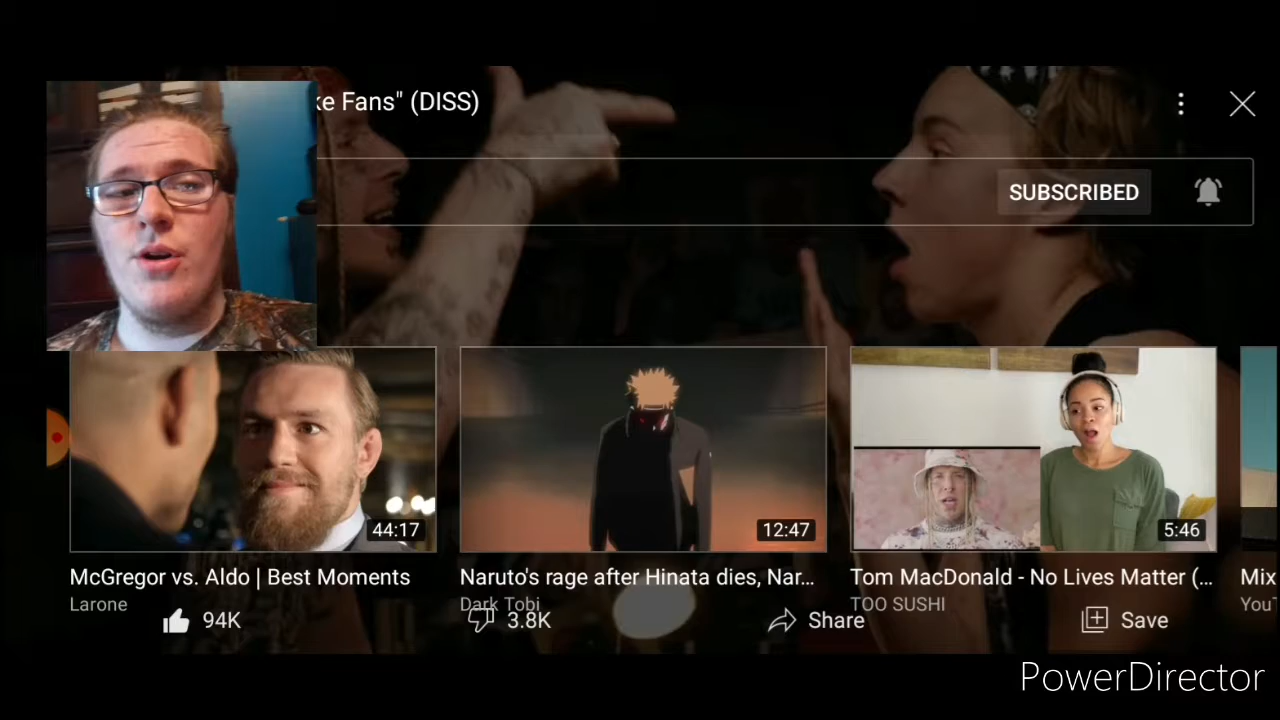 ke Fans" (DISS)
SUBSCRIBED
44:17
12:47
5:46
McGregor vs. Aldo | Best Moments
Naruto's rage after Hinata dies, Nar...
Tom MacDonald - No Lives Matter (...
Mix
Larone
Dark Tobi
TOO SUSHI
You
94K
3.8K
Share
Save
PowerDirector